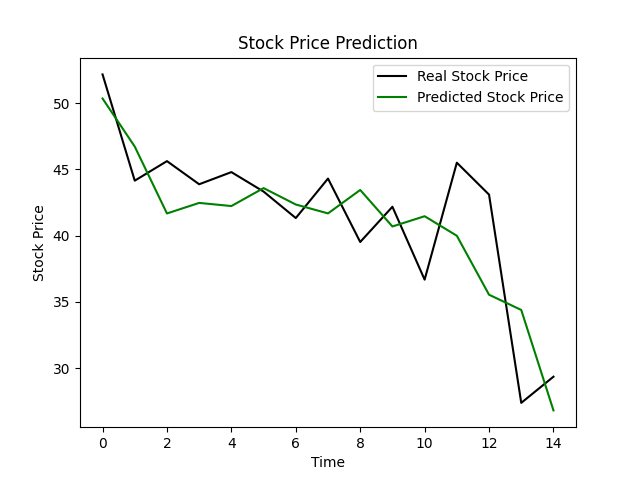 Stock Price Prediction
Real Stock Price
Predicted Stock Price
Stock Price
50
45
40
35
30
0 2 4 6 8 10 12 14
Time